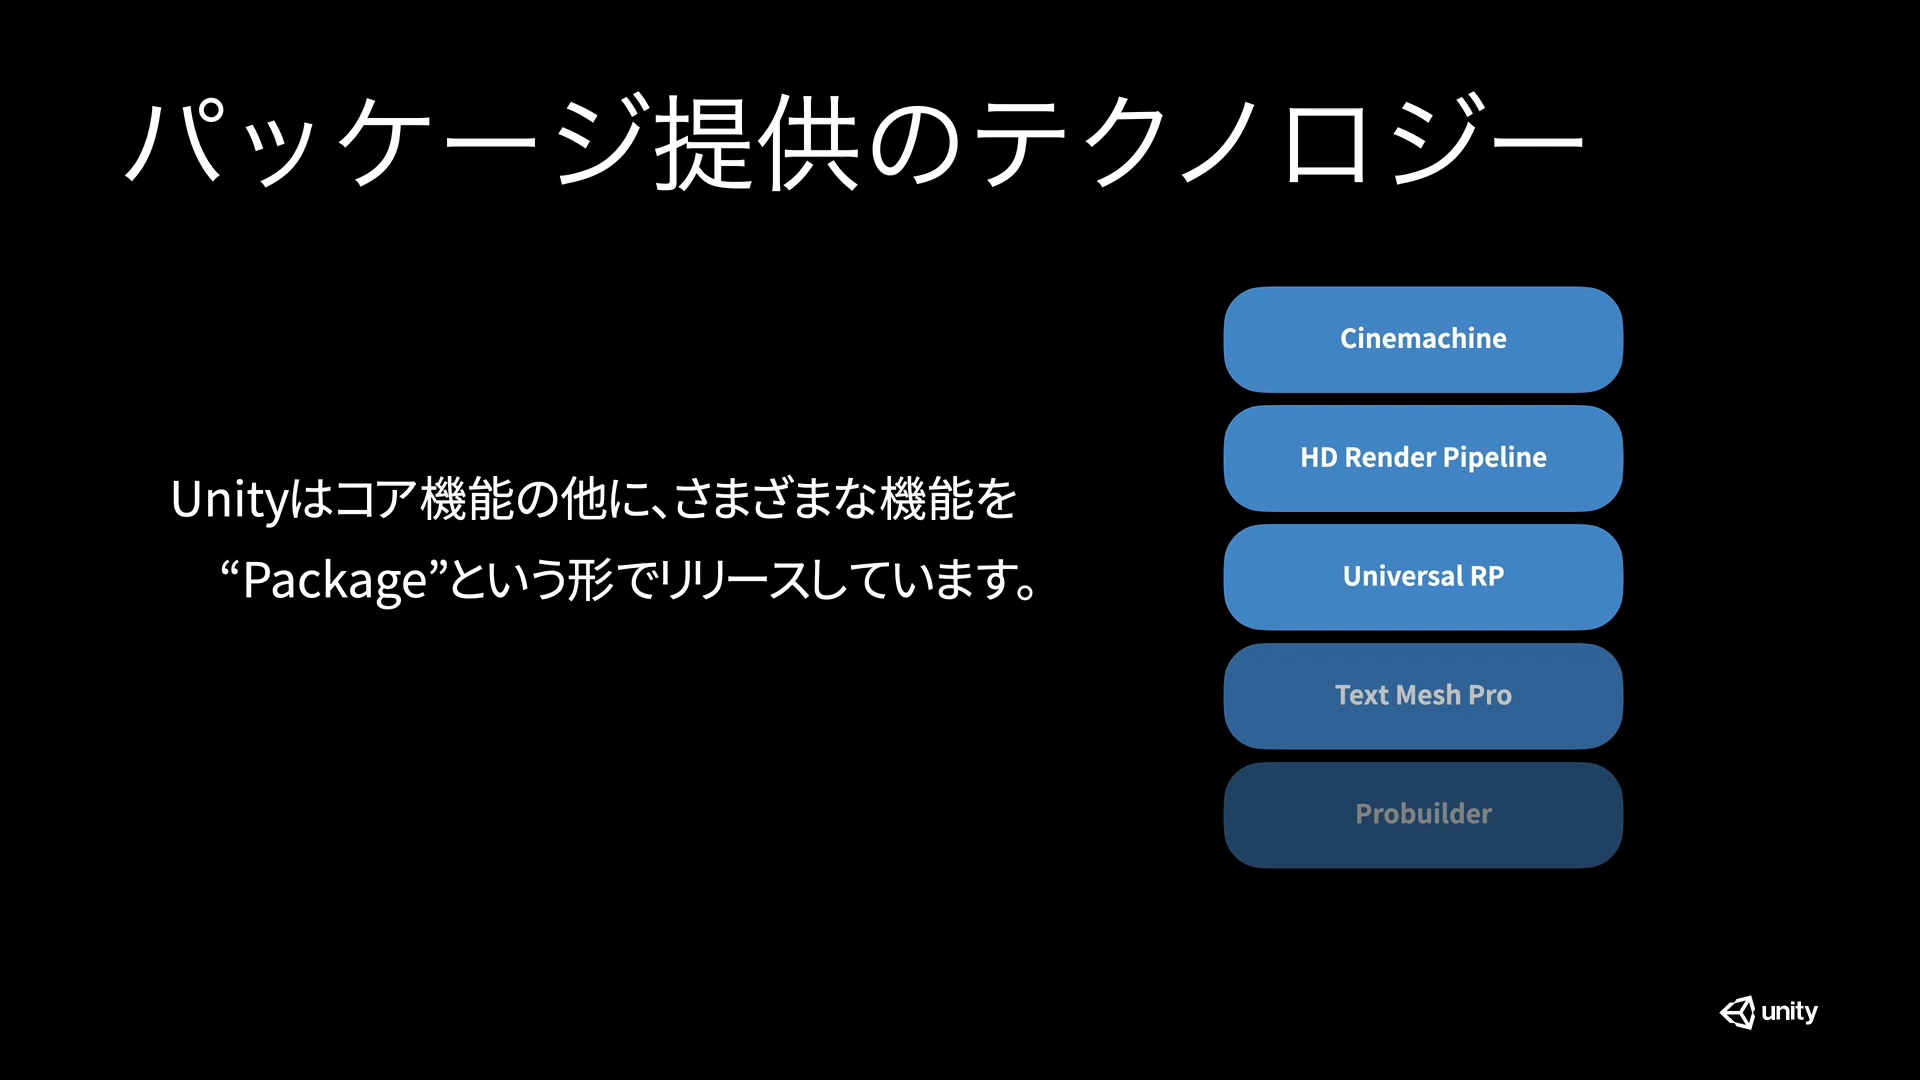 パッケージ提供のテクノロジー
Unityはコア機能の他に、さまざまな機能を
“Package”という形でリリースしています。
Cinemachine
HD Render Pipeline
Universal RP
Text Mesh Pro
Probuilder
unity